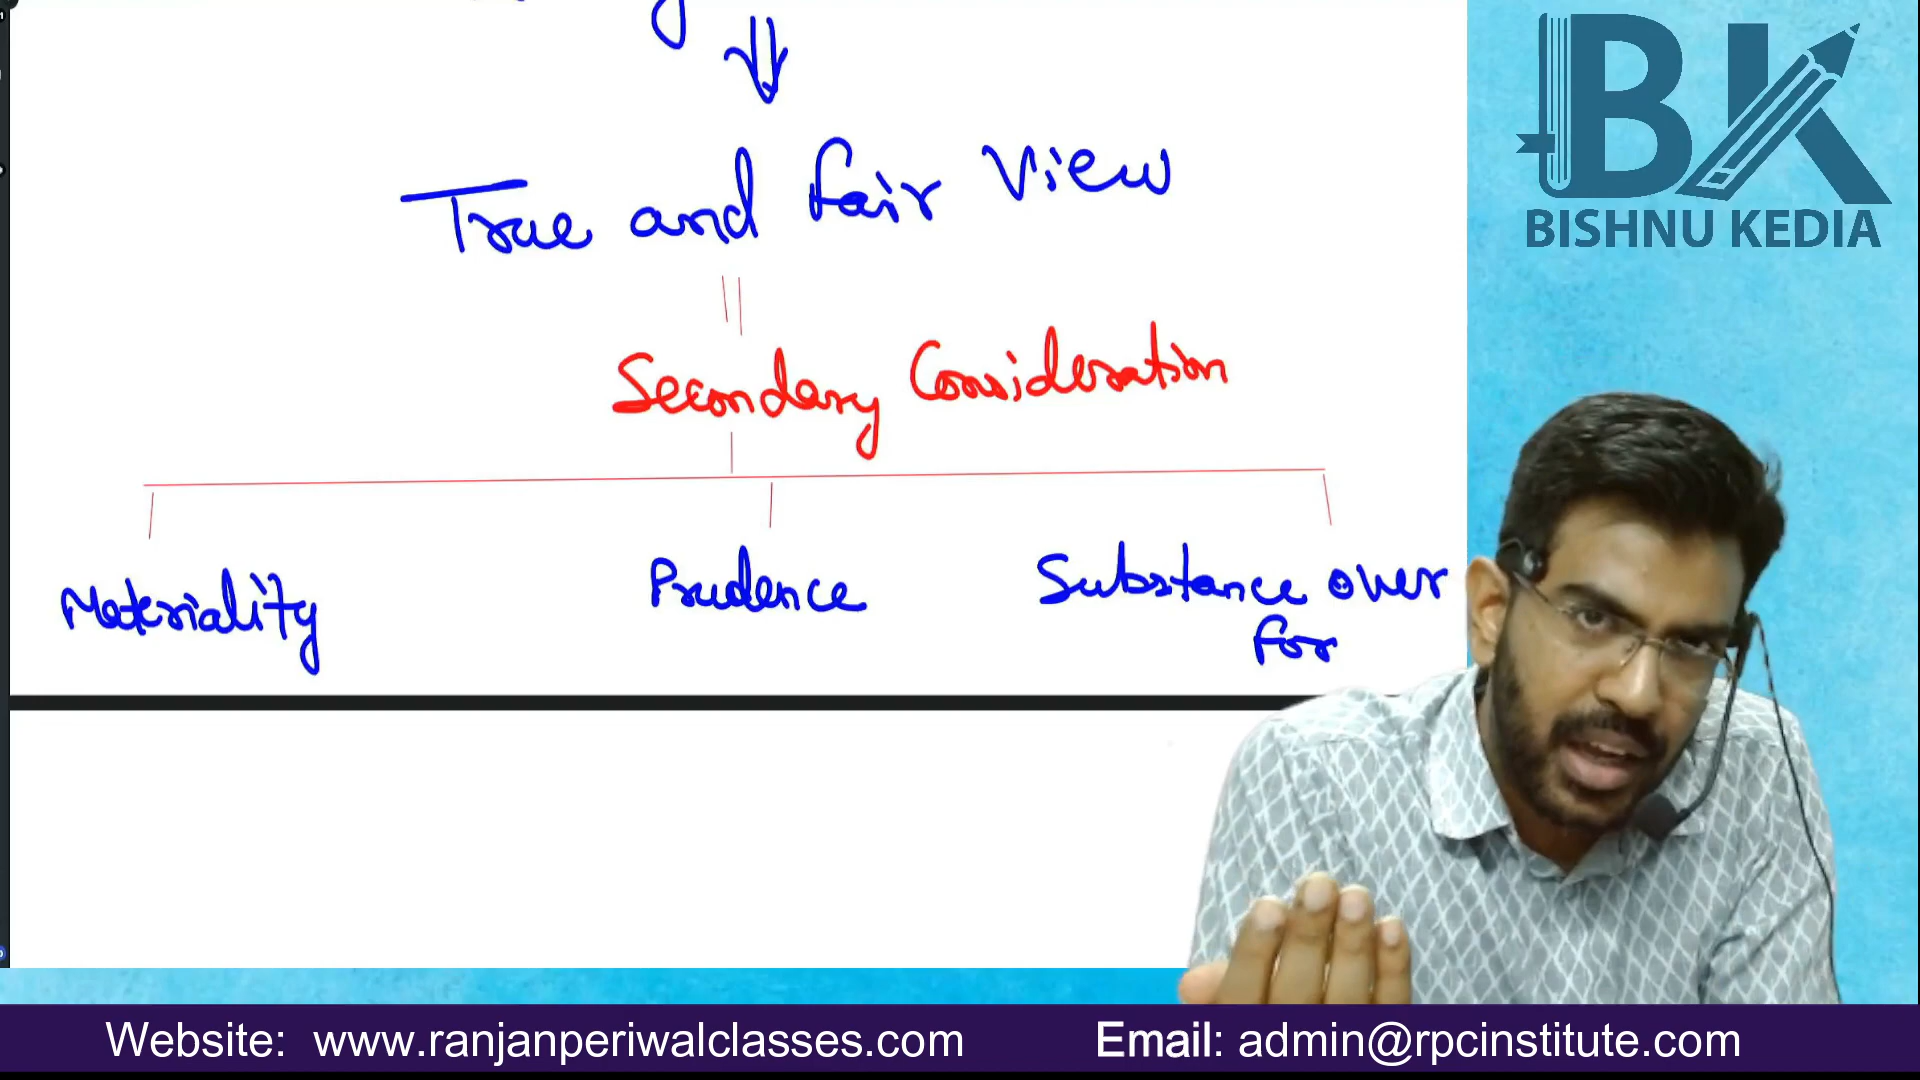 True and fair view
Secondary Consideration
Materiality
Prudence
Substance over
for
BK
BISHNU KEDIA
Website: www.ranjanperiwalclasses.com
Email: admin@rpcinstitute.com